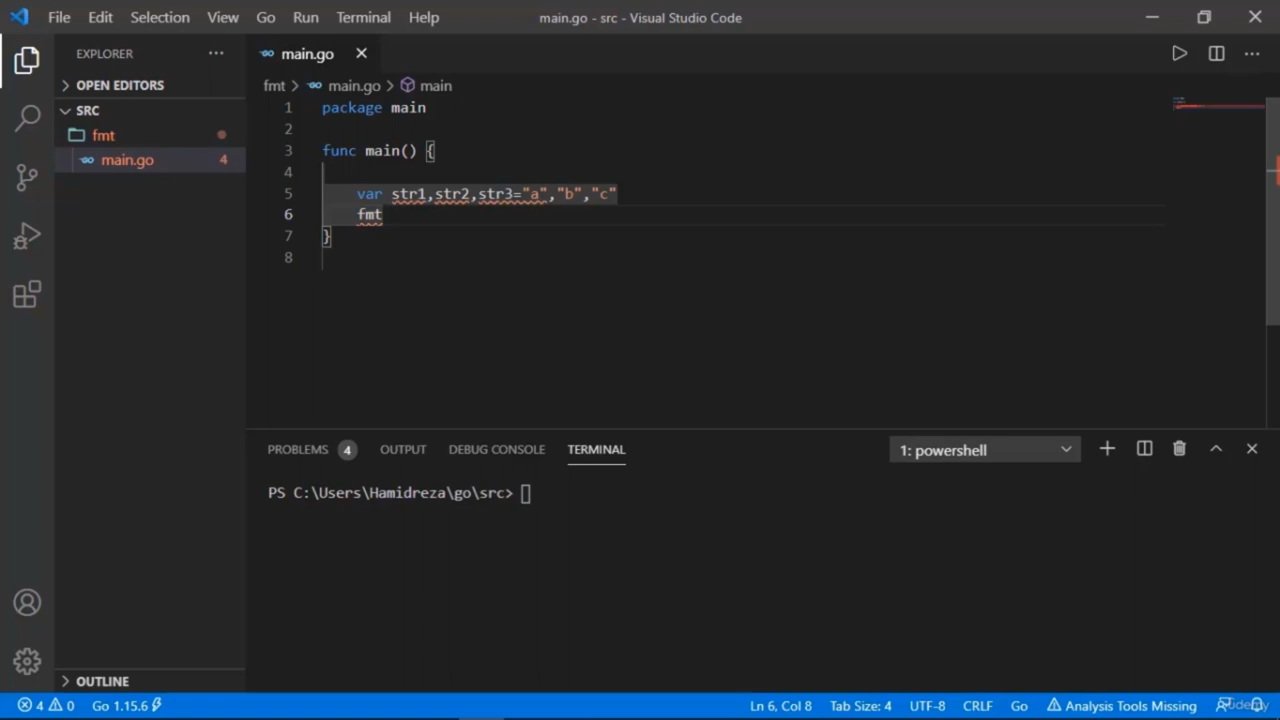 File Edit Selection View Go Run Terminal Help
main.go - src - Visual Studio Code
EXPLORER
OPEN EDITORS
SRC
fmt
main.go 4
OUTLINE
main.go
fmt > main.go > main
1 package main
2
3 func main() {
4
5 var str1,str2,str3="a","b","c"
6 fmt
7 }
8
PROBLEMS 4 OUTPUT DEBUG CONSOLE TERMINAL 1: powershell
PS C:\Users\Hamidreza\go\src>
4 0 Go 1.15.6 Ln 6, Col 8 Tab Size: 4 UTF-8 CRLF Go Analysis Tools Missing
udemy